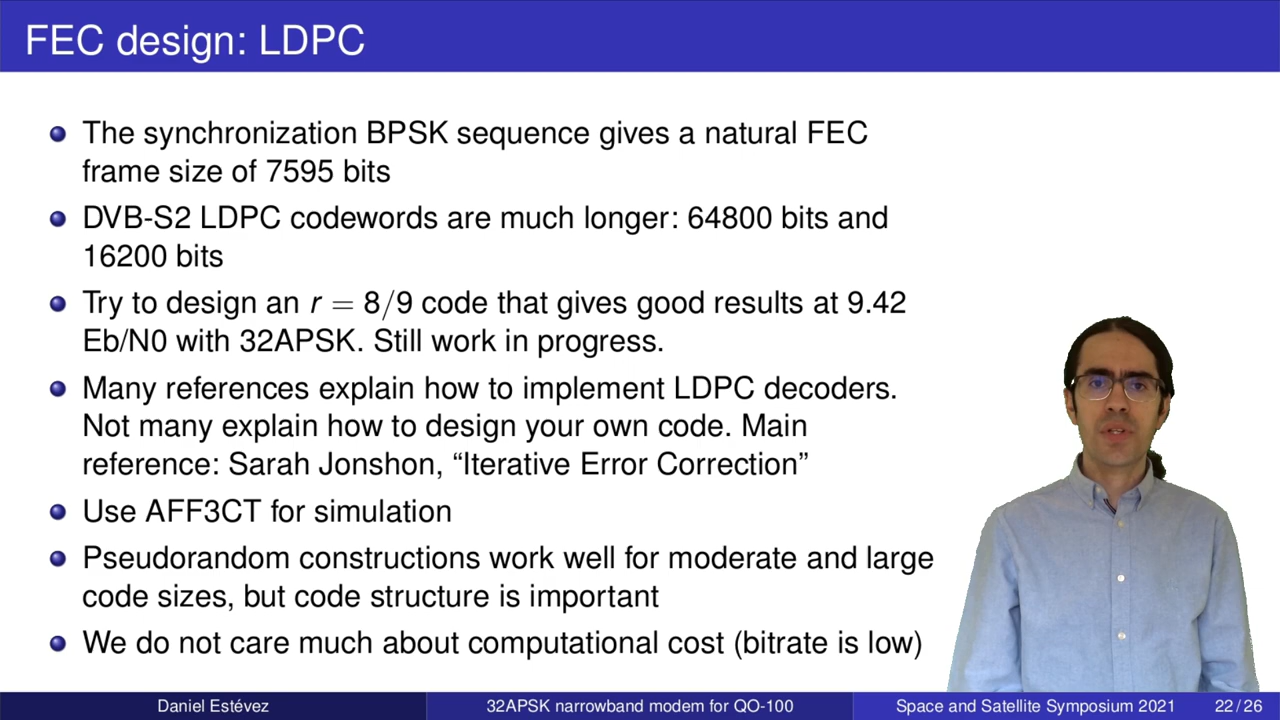 FEC design: LDPC
The synchronization BPSK sequence gives a natural FEC
frame size of 7595 bits
DVB-S2 LDPC codewords are much longer: 64800 bits and
16200 bits
Try to design an r = 8/9 code that gives good results at 9.42
Eb/N0 with 32APSK. Still work in progress.
Many references explain how to implement LDPC decoders.
Not many explain how to design your own code. Main
reference: Sarah Jonshon, “Iterative Error Correction”
Use AFF3CT for simulation
Pseudorandom constructions work well for moderate and large
code sizes, but code structure is important
We do not care much about computational cost (bitrate is low)
Daniel Estévez 32APSK narrowband modem for QO-100 Space and Satellite Symposium 2021 22/26